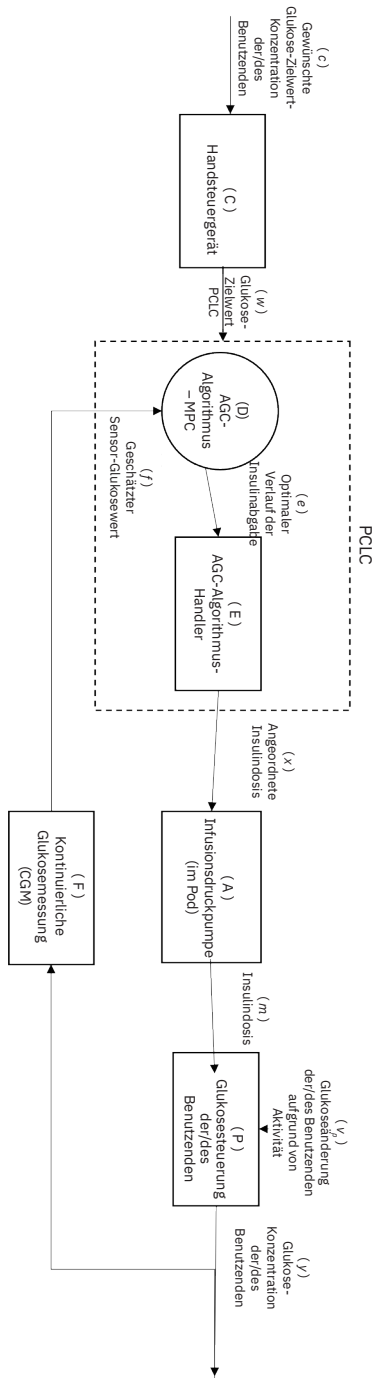 ( c )
Gewünschte
Glukose-Zielwert-
Konzentration
der/des
Benutzenden
( C )
Handsteuergerät
( w )
Glukose-
Zielwert
PCLC
PCLC
(D)
AGC-
Algorithmus
– MPC
( e )
Optimaler
Verlauf der
Insulinabgabe
( E )
AGC-Algorithmus-
Handler
( x )
Angeordnete
Insulindosis
( A )
Infusionsdruckpumpe
(im Pod)
( m )
Insulindosis
( vₚ )
Glukoseänderung
der/des Benutzenden
aufgrund von
Aktivität
( P )
Glukosesteuerung
der/des
Benutzenden
( y )
Glukose-
Konzentration
der/des
Benutzenden
( F )
Kontinuierliche
Glukosemessung
(CGM)
( f )
Geschätzter
Sensor-Glukosewert